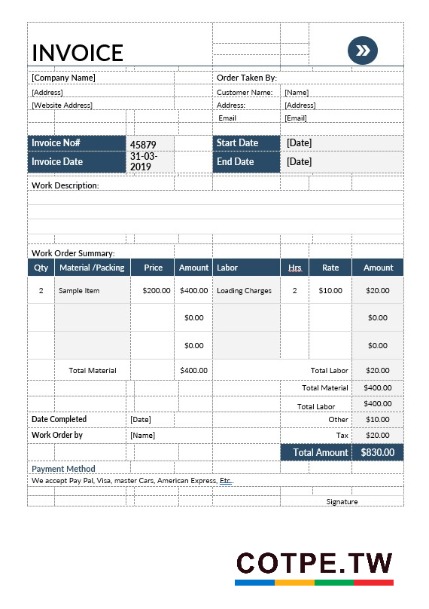 INVOICE
[Company Name] Order Taken By:
[Address] Customer Name: [Name]
[Website Address] Address: [Address]
Email [Email]
Invoice No# 45879 Start Date [Date]
Invoice Date 31-03-2019 End Date [Date]
Work Description:
Work Order Summary:
Qty Material /Packing Price Amount Labor Hrs Rate Amount
2 Sample Item $200.00 $400.00 Loading Charges 2 $10.00 $20.00
$0.00 $0.00
$0.00 $0.00
Total Material $400.00 Total Labor $20.00
Total Material $400.00
Total Labor $400.00
Date Completed [Date] Other $10.00
Work Order by [Name] Tax $20.00
Total Amount $830.00
Payment Method
We accept Pay Pal, Visa, master Cars, American Express, Etc.
Signature
COTPE.TW